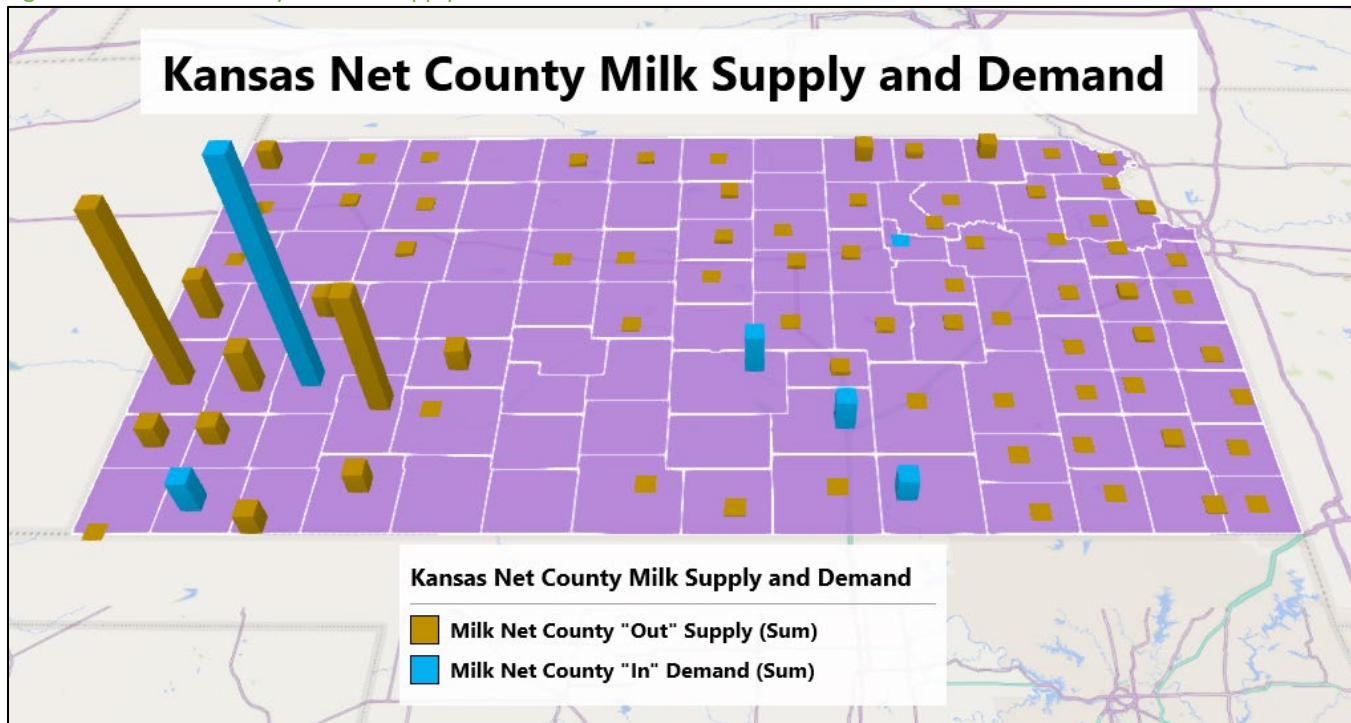 Kansas Net County Milk Supply and Demand
Kansas Net County Milk Supply and Demand
Milk Net County "Out" Supply (Sum)
Milk Net County "In" Demand (Sum)